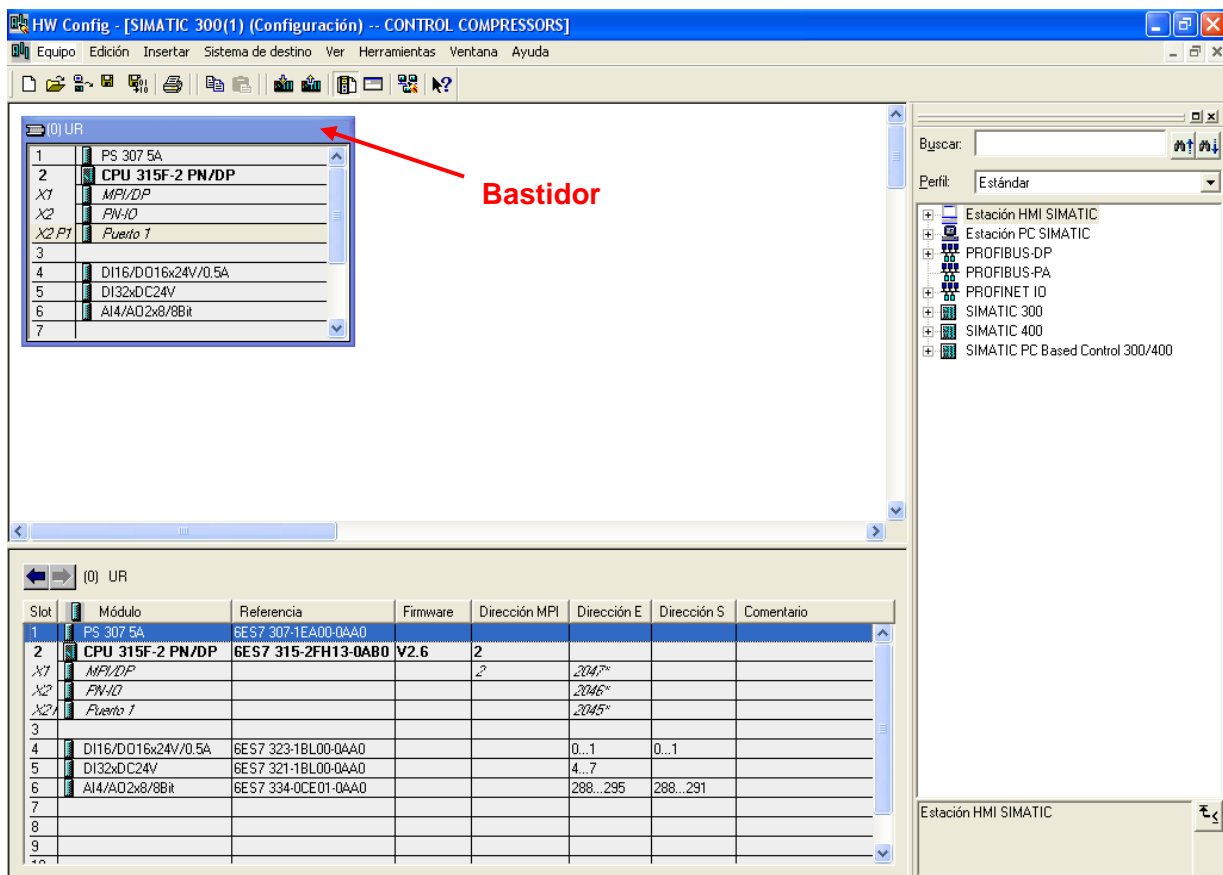 HW Config - [SIMATIC 300(1) (Configuración) -- CONTROL COMPRESSORS]
Equipo Edición Insertar Sistema de destino Ver Herramientas Ventana Ayuda
(0) UR
1 PS 307 5A
2 CPU 315F-2 PN/DP
X1 MPI/DP
X2 PN-IO
X2 P1 Puerto 1
3
4 DI16/DO16x24V/0.5A
5 DI32xDC24V
6 AI4/AO2x8/8Bit
7
Bastidor
Buscar:
Perfil: Estándar
Estación HMI SIMATIC
Estación PC SIMATIC
PROFIBUS-DP
PROFIBUS-PA
PROFINET IO
SIMATIC 300
SIMATIC 400
SIMATIC PC Based Control 300/400
(0) UR
Slot Módulo Referencia Firmware Dirección MPI Dirección E Dirección S Comentario
1 PS 307 5A 6ES7 307-1EA00-0AA0
2 CPU 315F-2 PN/DP 6ES7 315-2FH13-0AB0 V2.6 2
X1 MPI/DP 2 2047*
X2 PN-IO 2046*
X2 Puerto 1 2045*
3
4 DI16/DO16x24V/0.5A 6ES7 323-1BL00-0AA0 0...1 0...1
5 DI32xDC24V 6ES7 321-1BL00-0AA0 4...7
6 AI4/AO2x8/8Bit 6ES7 334-0CE01-0AA0 288...295 288...291
7
8
9
Estación HMI SIMATIC